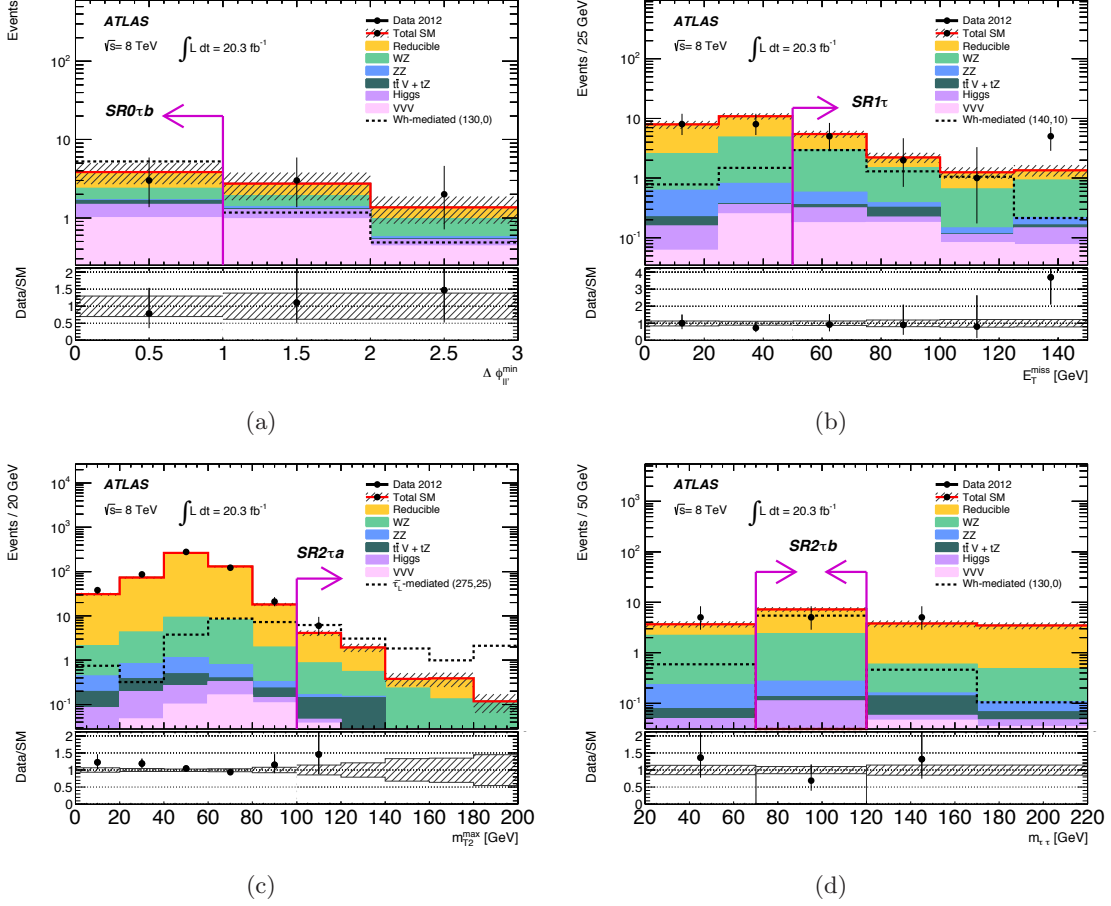 Events
ATLAS
√s= 8 TeV
∫L dt = 20.3 fb⁻¹
Data 2012
Total SM
Reducible
WZ
ZZ
tt̄ V + tZ
Higgs
VVV
Wh-mediated (130,0)
SR0τb
10²
10
1
Data/SM
2
1.5
1
0.5
0
0 0.5 1 1.5 2 2.5 3
Δ ϕ_ll'^min
(a)
Events / 25 GeV
ATLAS
√s= 8 TeV
∫L dt = 20.3 fb⁻¹
Data 2012
Total SM
Reducible
WZ
ZZ
tt̄ V + tZ
Higgs
VVV
Wh-mediated (140,10)
SR1τ
10²
10
1
10⁻¹
Data/SM
4
3
2
1
0
0 20 40 60 80 100 120 140
E_T^miss [GeV]
(b)
Events / 20 GeV
ATLAS
√s= 8 TeV
∫L dt = 20.3 fb⁻¹
Data 2012
Total SM
Reducible
WZ
ZZ
tt̄ V + tZ
Higgs
VVV
τ̃_L-mediated (275,25)
SR2τa
10⁴
10³
10²
10
1
10⁻¹
Data/SM
2
1.5
1
0.5
0
0 20 40 60 80 100 120 140 160 180 200
m_T2^max [GeV]
(c)
Events / 50 GeV
ATLAS
√s= 8 TeV
∫L dt = 20.3 fb⁻¹
Data 2012
Total SM
Reducible
WZ
ZZ
tt̄ V + tZ
Higgs
VVV
Wh-mediated (130,0)
SR2τb
10³
10²
10
1
10⁻¹
Data/SM
2
1.5
1
0.5
0
20 40 60 80 100 120 140 160 180 200 220
m_ττ [GeV]
(d)